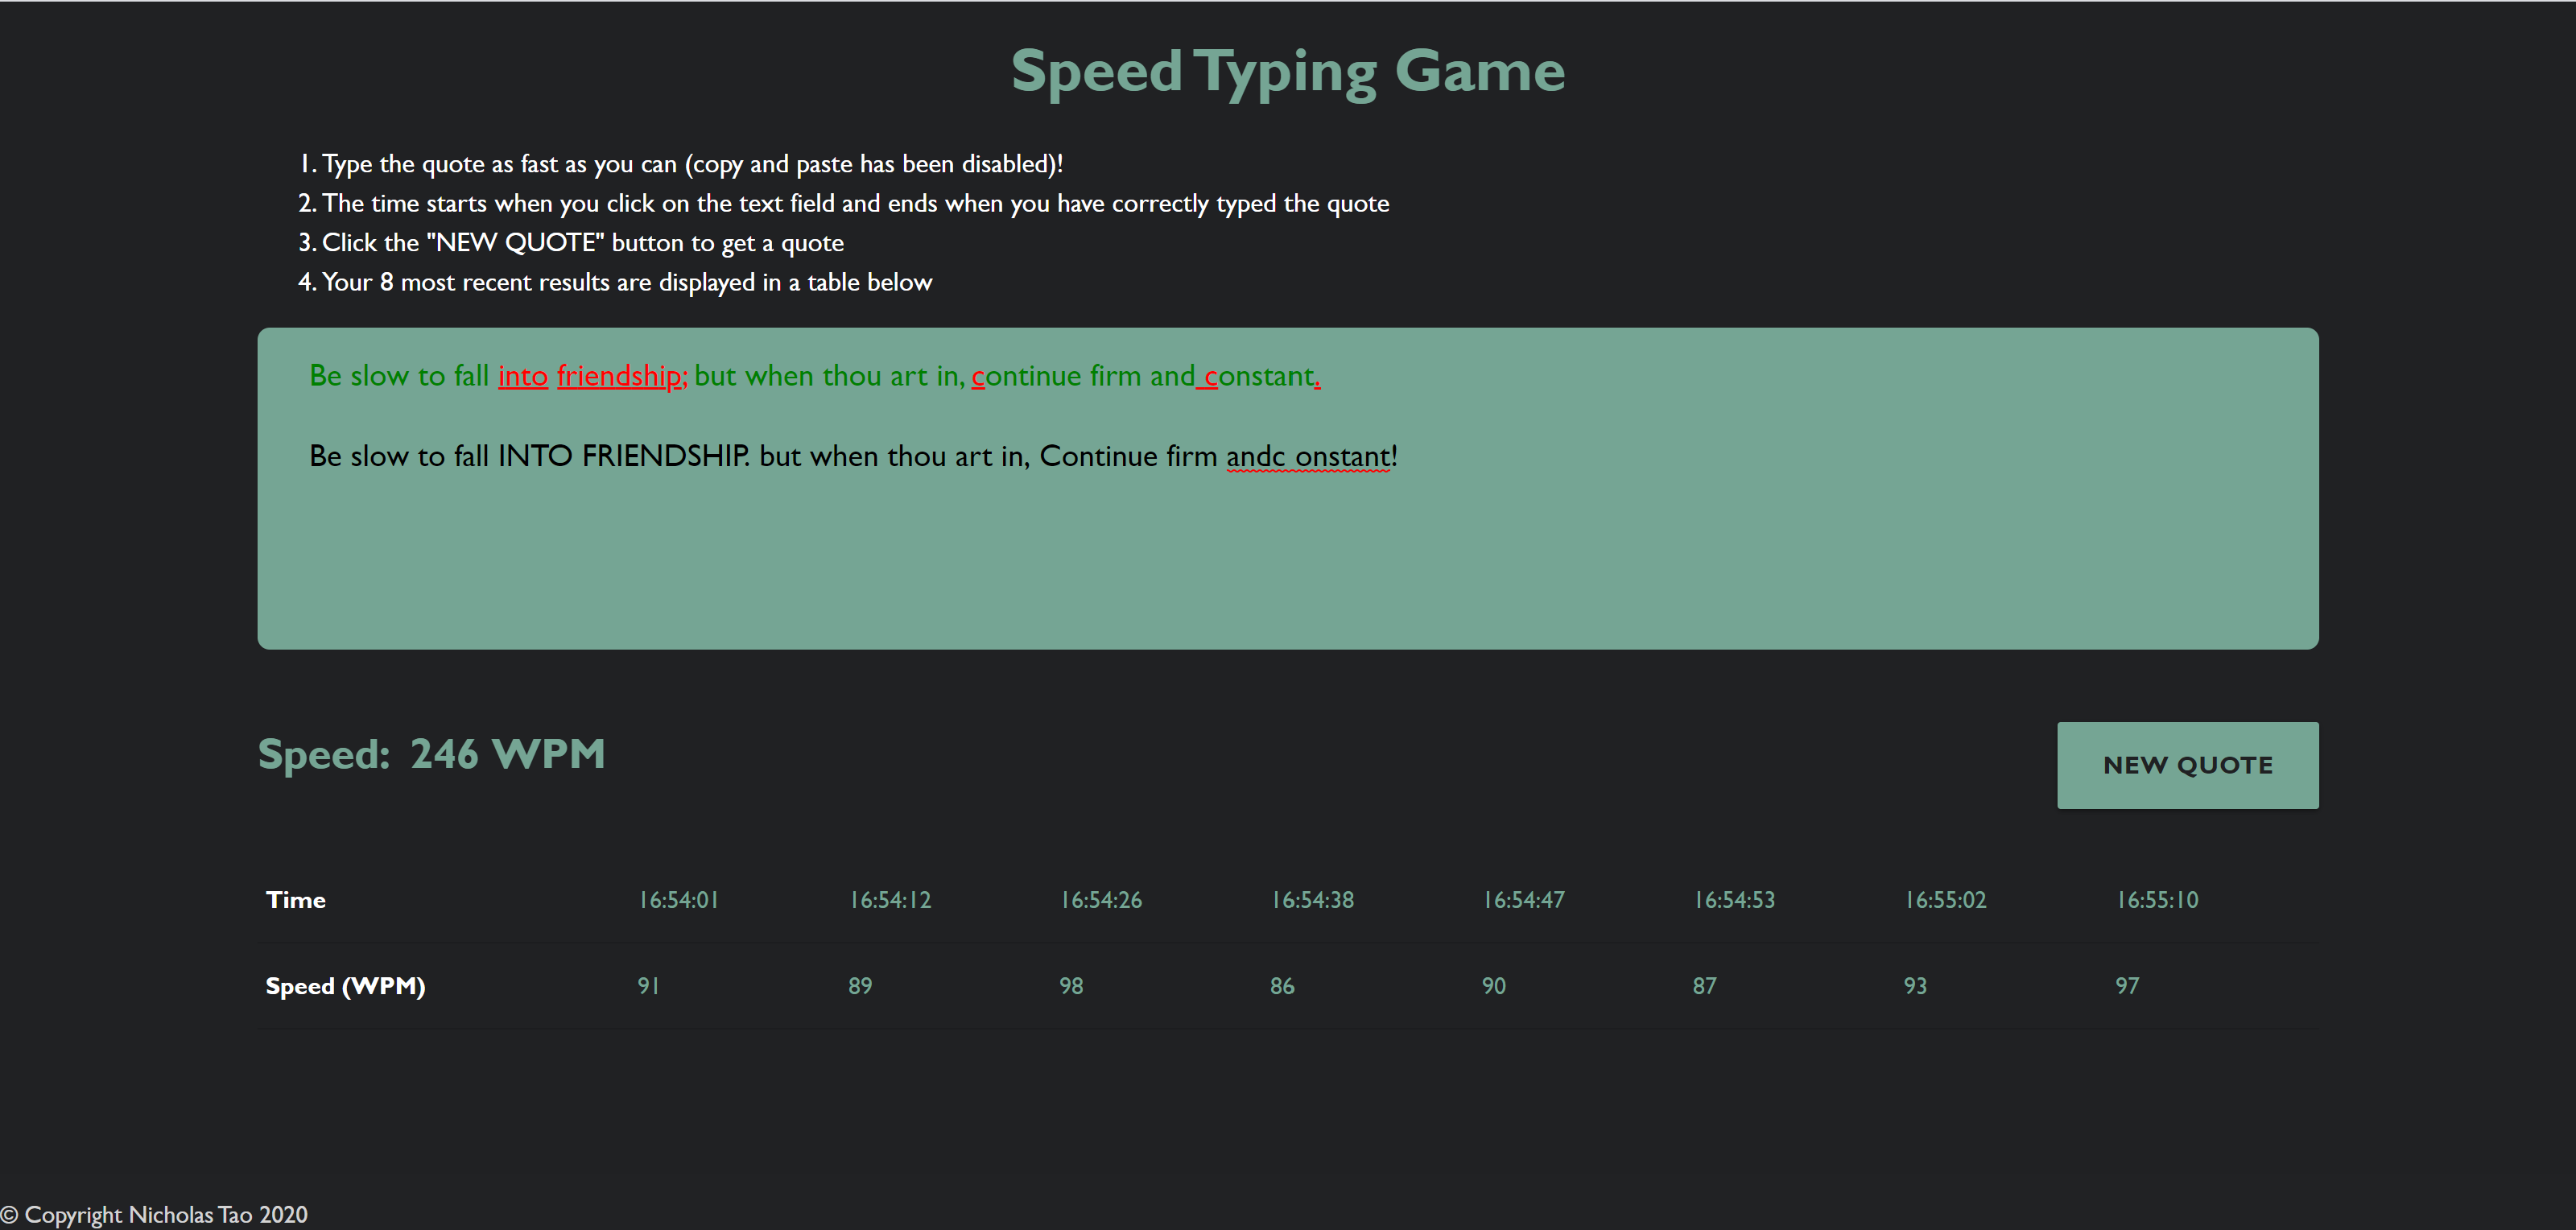 Speed Typing Game
1. Type the quote as fast as you can (copy and paste has been disabled)!
2. The time starts when you click on the text field and ends when you have correctly typed the quote
3. Click the "NEW QUOTE" button to get a quote
4. Your 8 most recent results are displayed in a table below
Be slow to fall into friendship; but when thou art in, continue firm and constant.
Be slow to fall INTO FRIENDSHIP. but when thou art in, Continue firm andc onstant!
Speed: 246 WPM
NEW QUOTE
Time 16:54:01 16:54:12 16:54:26 16:54:38 16:54:47 16:54:53 16:55:02 16:55:10
Speed (WPM) 91 89 98 86 90 87 93 97
© Copyright Nicholas Tao 2020